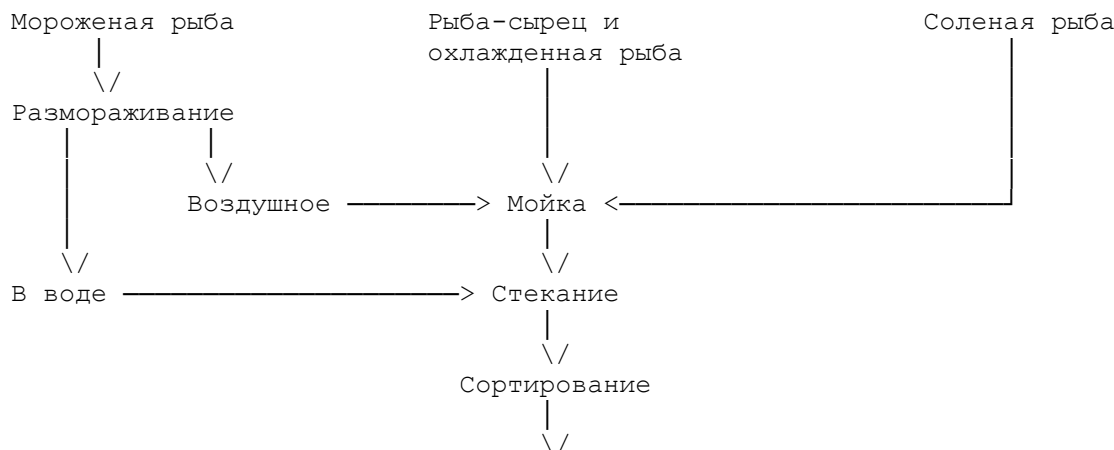 Мороженая рыба Рыба-сырец и Соленая рыба
охлажденная рыба
Размораживание
Воздушное Мойка
В воде Стекание
Сортирование